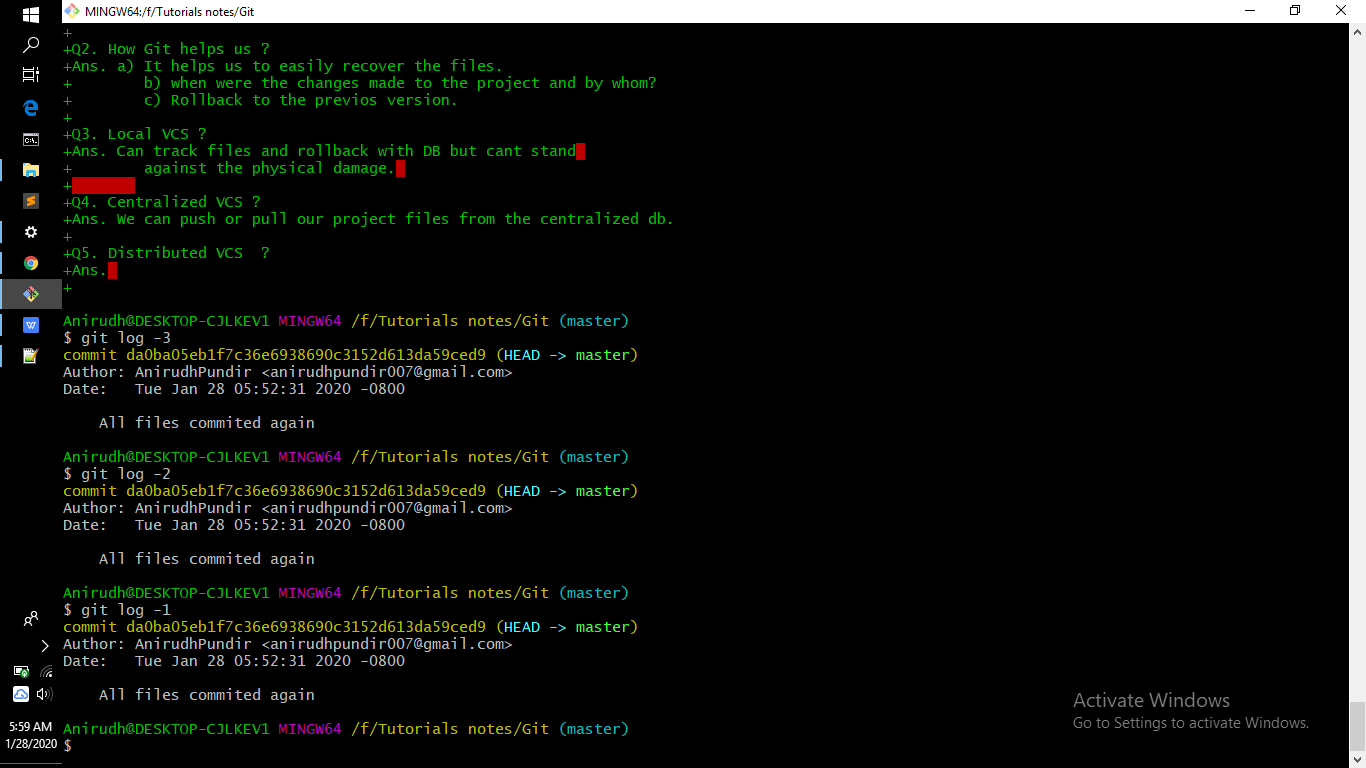 MINGW64:/f/Tutorials notes/Git
+
+Q2. How Git helps us ?
+Ans. a) It helps us to easily recover the files.
+        b) when were the changes made to the project and by whom?
+        c) Rollback to the previos version.
+
+Q3. Local VCS ?
+Ans. Can track files and rollback with DB but cant stand
+        against the physical damage.
+
+Q4. Centralized VCS ?
+Ans. We can push or pull our project files from the centralized db.
+
+Q5. Distributed VCS  ?
+Ans.
+
Anirudh@DESKTOP-CJLKEV1 MINGW64 /f/Tutorials notes/Git (master)
$ git log -3
commit da0ba05eb1f7c36e6938690c3152d613da59ced9 (HEAD -> master)
Author: AnirudhPundir <anirudhpundir007@gmail.com>
Date:   Tue Jan 28 05:52:31 2020 -0800
    All files commited again
Anirudh@DESKTOP-CJLKEV1 MINGW64 /f/Tutorials notes/Git (master)
$ git log -2
commit da0ba05eb1f7c36e6938690c3152d613da59ced9 (HEAD -> master)
Author: AnirudhPundir <anirudhpundir007@gmail.com>
Date:   Tue Jan 28 05:52:31 2020 -0800
    All files commited again
Anirudh@DESKTOP-CJLKEV1 MINGW64 /f/Tutorials notes/Git (master)
$ git log -1
commit da0ba05eb1f7c36e6938690c3152d613da59ced9 (HEAD -> master)
Author: AnirudhPundir <anirudhpundir007@gmail.com>
Date:   Tue Jan 28 05:52:31 2020 -0800
    All files commited again
Anirudh@DESKTOP-CJLKEV1 MINGW64 /f/Tutorials notes/Git (master)
$
Activate Windows
Go to Settings to activate Windows.
5:59 AM
1/28/2020